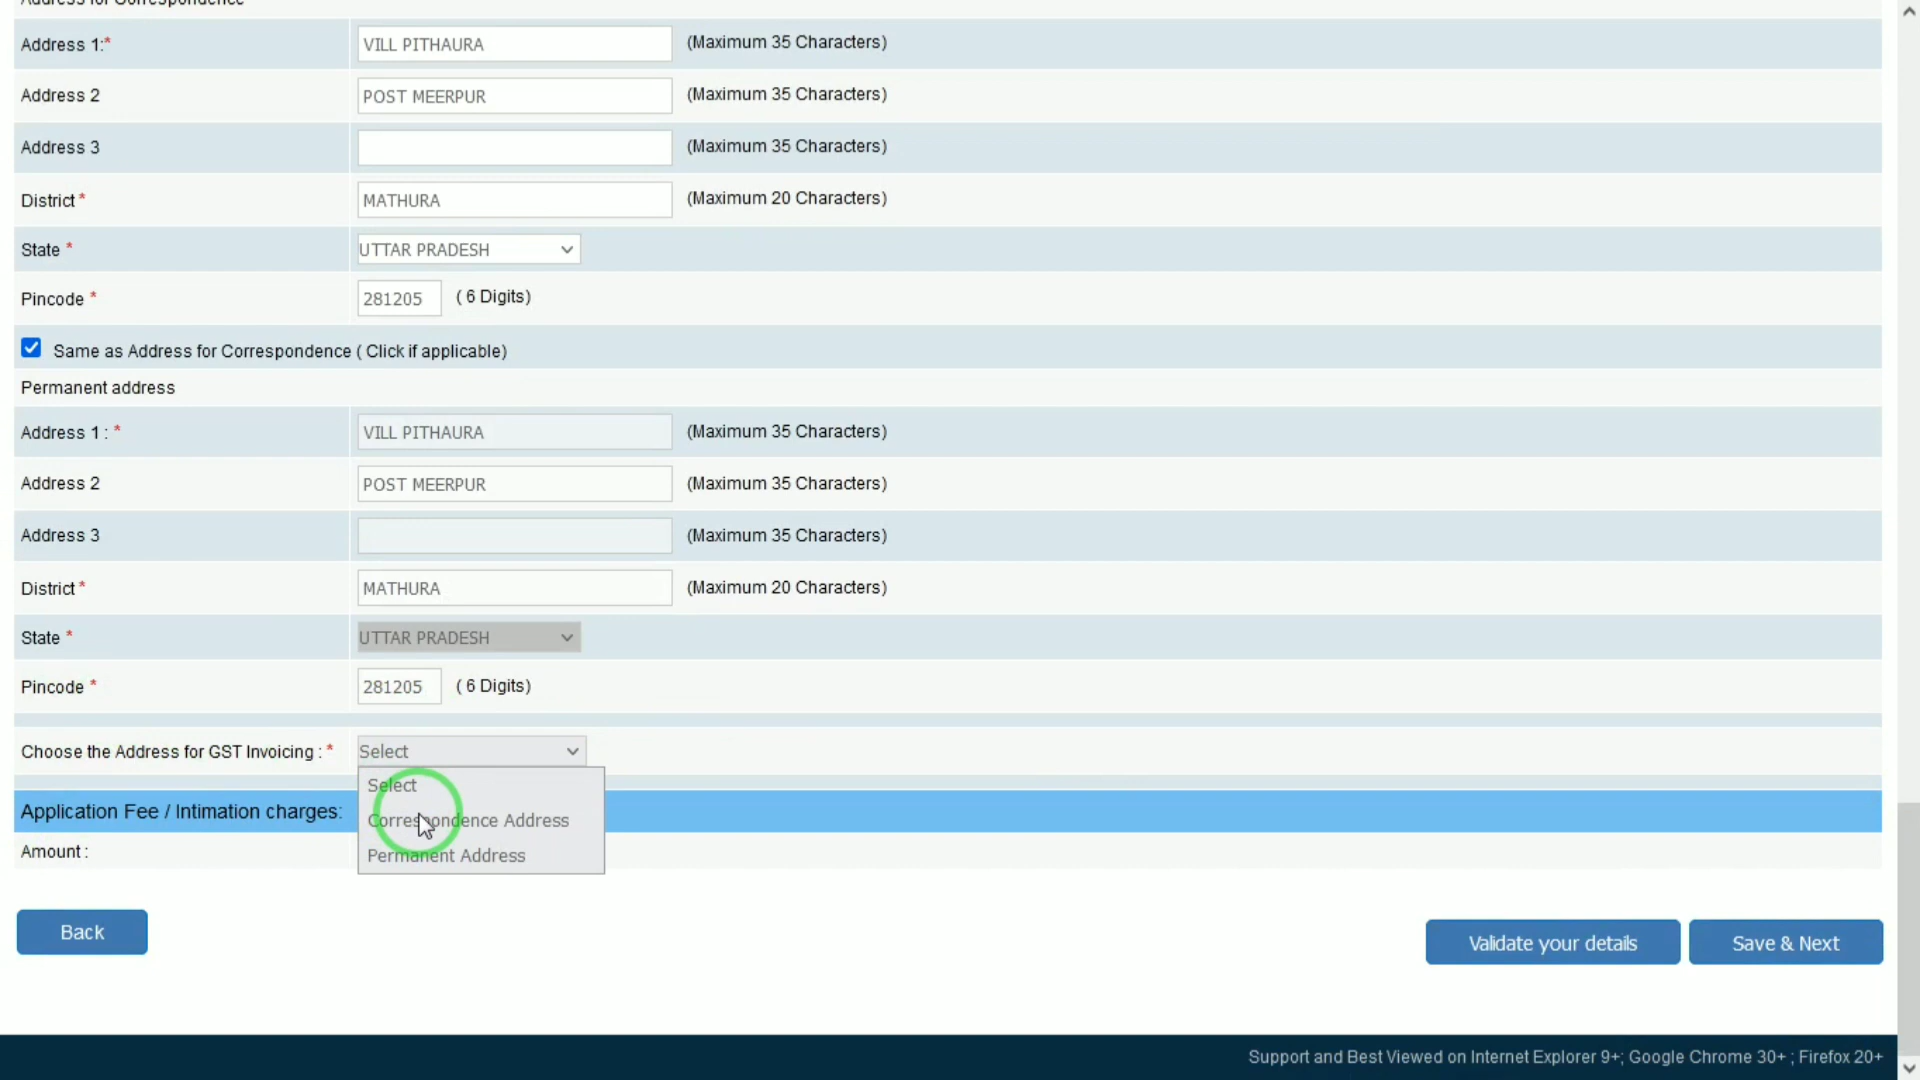 Address for Correspondence
Address 1:* VILL PITHAURA (Maximum 35 Characters)
Address 2 POST MEERPUR (Maximum 35 Characters)
Address 3 (Maximum 35 Characters)
District * MATHURA (Maximum 20 Characters)
State * UTTAR PRADESH
Pincode * 281205 ( 6 Digits)
Same as Address for Correspondence ( Click if applicable)
Permanent address
Address 1 : * VILL PITHAURA (Maximum 35 Characters)
Address 2 POST MEERPUR (Maximum 35 Characters)
Address 3 (Maximum 35 Characters)
District * MATHURA (Maximum 20 Characters)
State * UTTAR PRADESH
Pincode * 281205 ( 6 Digits)
Choose the Address for GST Invoicing : * Select
Select
Application Fee / Intimation charges: Correspondence Address
Amount : Permanent Address
Back
Validate your details Save & Next
Support and Best Viewed on Internet Explorer 9+; Google Chrome 30+ ; Firefox 20+